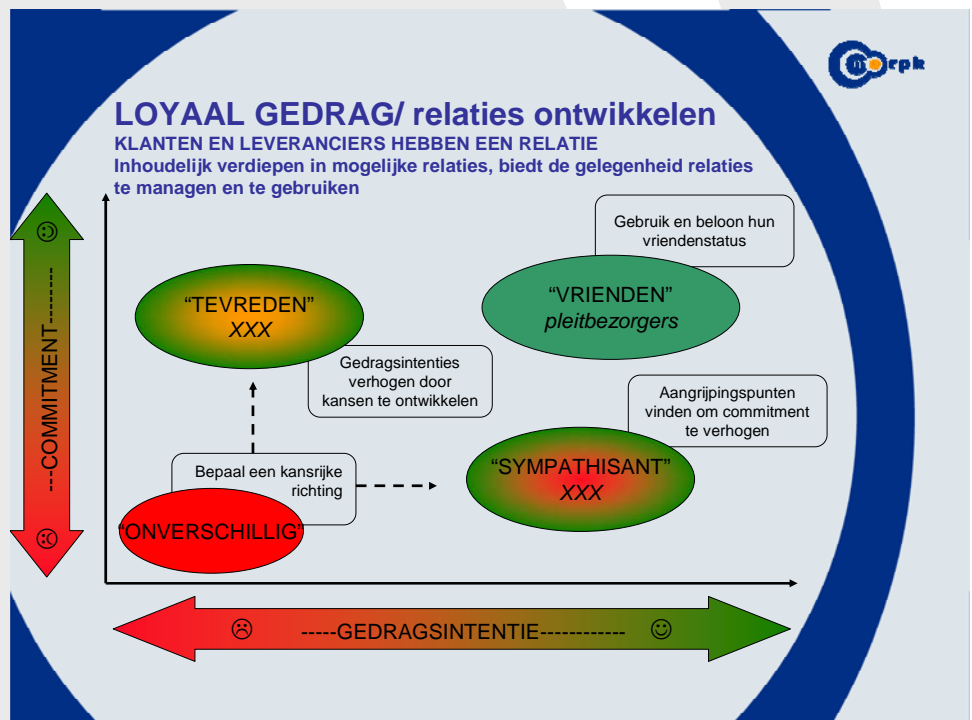 crpk
LOYAAL GEDRAG/ relaties ontwikkelen
KLANTEN EN LEVERANCIERS HEBBEN EEN RELATIE
Inhoudelijk verdiepen in mogelijke relaties, biedt de gelegenheid relaties
te managen en te gebruiken
Gebruik en beloon hun
vriendenstatus
“TEVREDEN”
XXX
“VRIENDEN”
pleitbezorgers
Gedragsintenties
verhogen door
kansen te ontwikkelen
Aangrijpingspunten
vinden om commitment
te verhogen
---COMMITMENT---------
Bepaal een kansrijke
richting
“SYMPATHISANT”
XXX
“ONVERSCHILLIG”
-----GEDRAGSINTENTIE------------